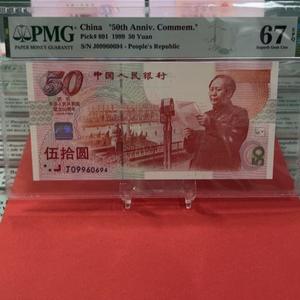 PMG
PAPER MONEY GUARANTY
China "50th Anniv. Commem."
Pick# 891 1999 50 Yuan
S/N J09960694 - People's Republic
67 EPQ
Superb Gem Unc
50
中国人民银行
伍拾圆
J09960694
50